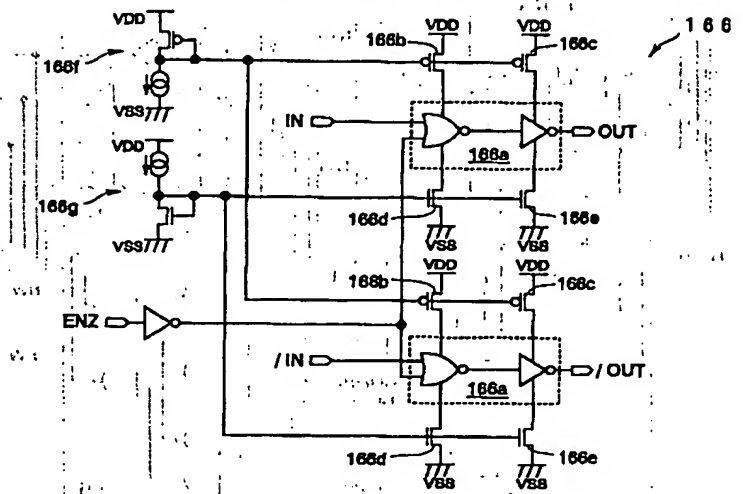 166
VDD
VDD
VDD
166b
166c
166f
VSS
IN
OUT
VDD
166a
166g
166d
166e
VSS
VSS
VSS
VDD
VDD
166b
166c
ENZ
/IN
/OUT
166a
166d
166e
VSS
VSS